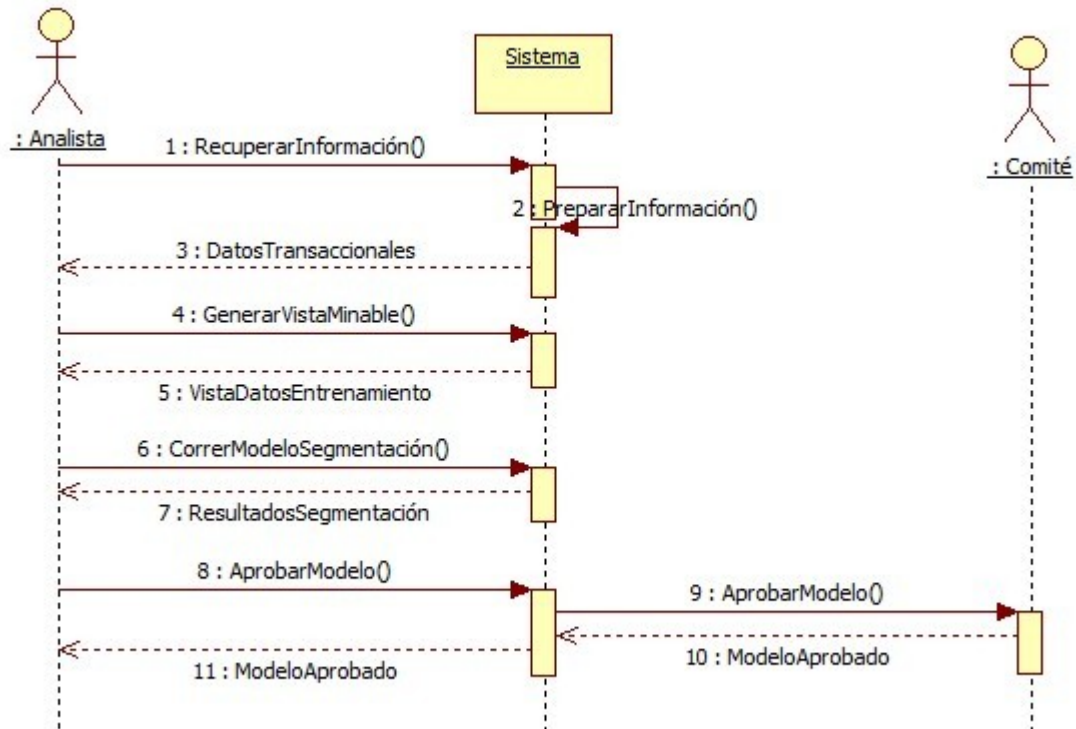 Sistema
: Analista
: Comité
1 : RecuperarInformación()
2 : PrepararInformación()
3 : DatosTransaccionales
4 : GenerarVistaMinable()
5 : VistaDatosEntrenamiento
6 : CorrerModeloSegmentación()
7 : ResultadosSegmentación
8 : AprobarModelo()
9 : AprobarModelo()
10 : ModeloAprobado
11 : ModeloAprobado